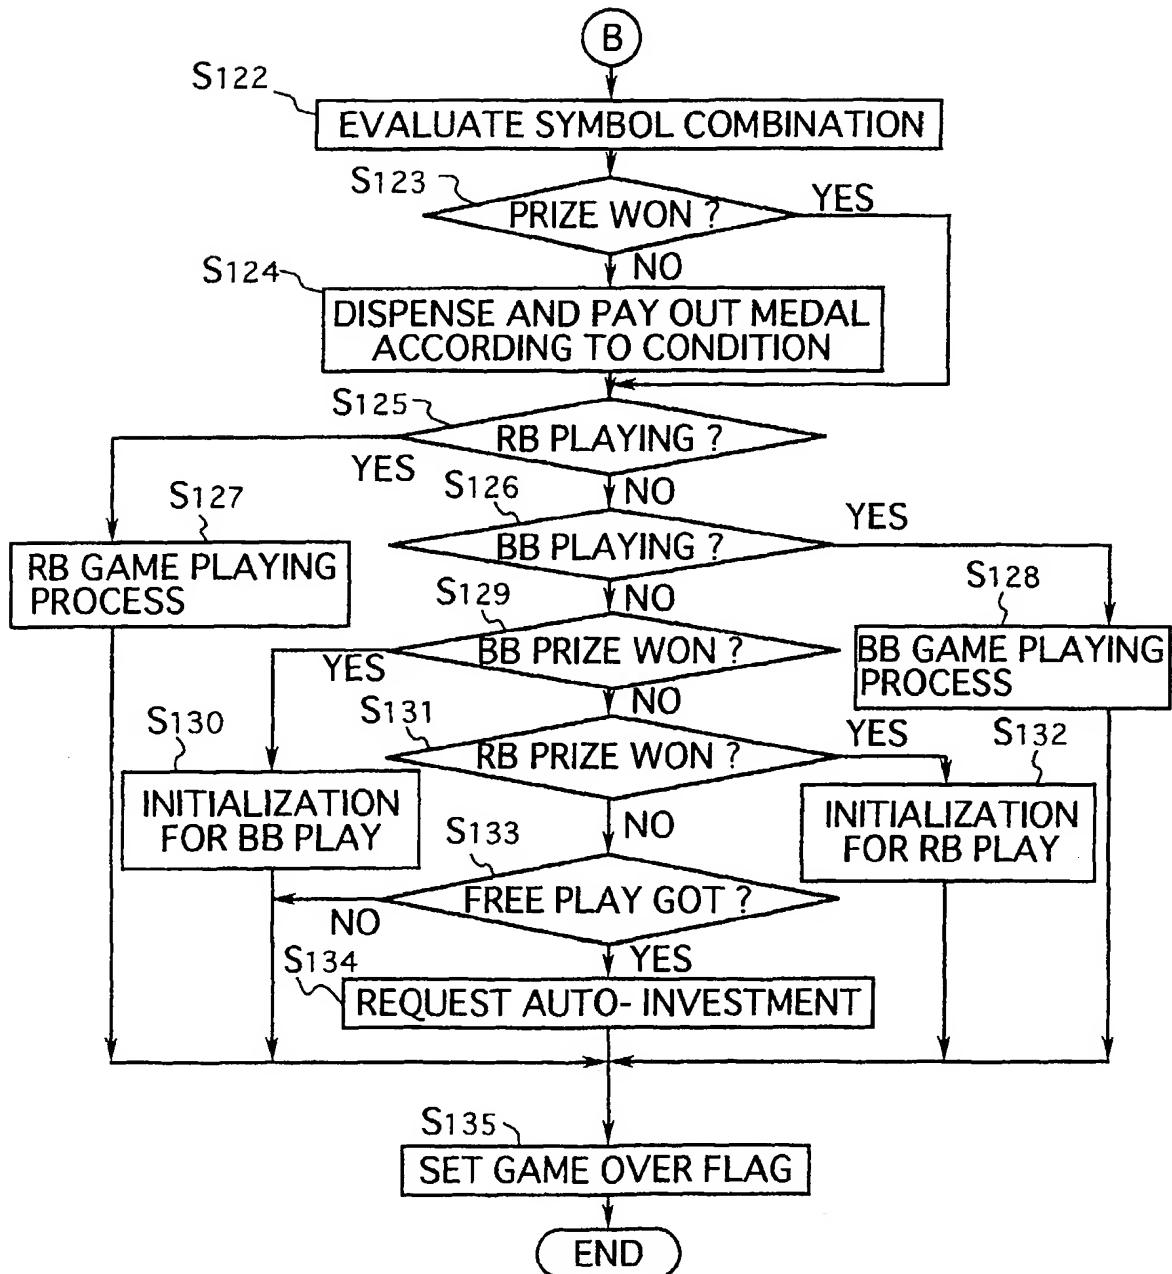 B
S122
EVALUATE SYMBOL COMBINATION
S123
PRIZE WON ?
YES
NO
S124
DISPENSE AND PAY OUT MEDAL
ACCORDING TO CONDITION
S125
RB PLAYING ?
YES
NO
S126
BB PLAYING ?
YES
NO
S127
RB GAME PLAYING
PROCESS
S128
BB GAME PLAYING
PROCESS
S129
BB PRIZE WON ?
YES
NO
S130
INITIALIZATION
FOR BB PLAY
S131
RB PRIZE WON ?
YES
NO
S132
INITIALIZATION
FOR RB PLAY
S133
FREE PLAY GOT ?
NO
YES
S134
REQUEST AUTO- INVESTMENT
S135
SET GAME OVER FLAG
END